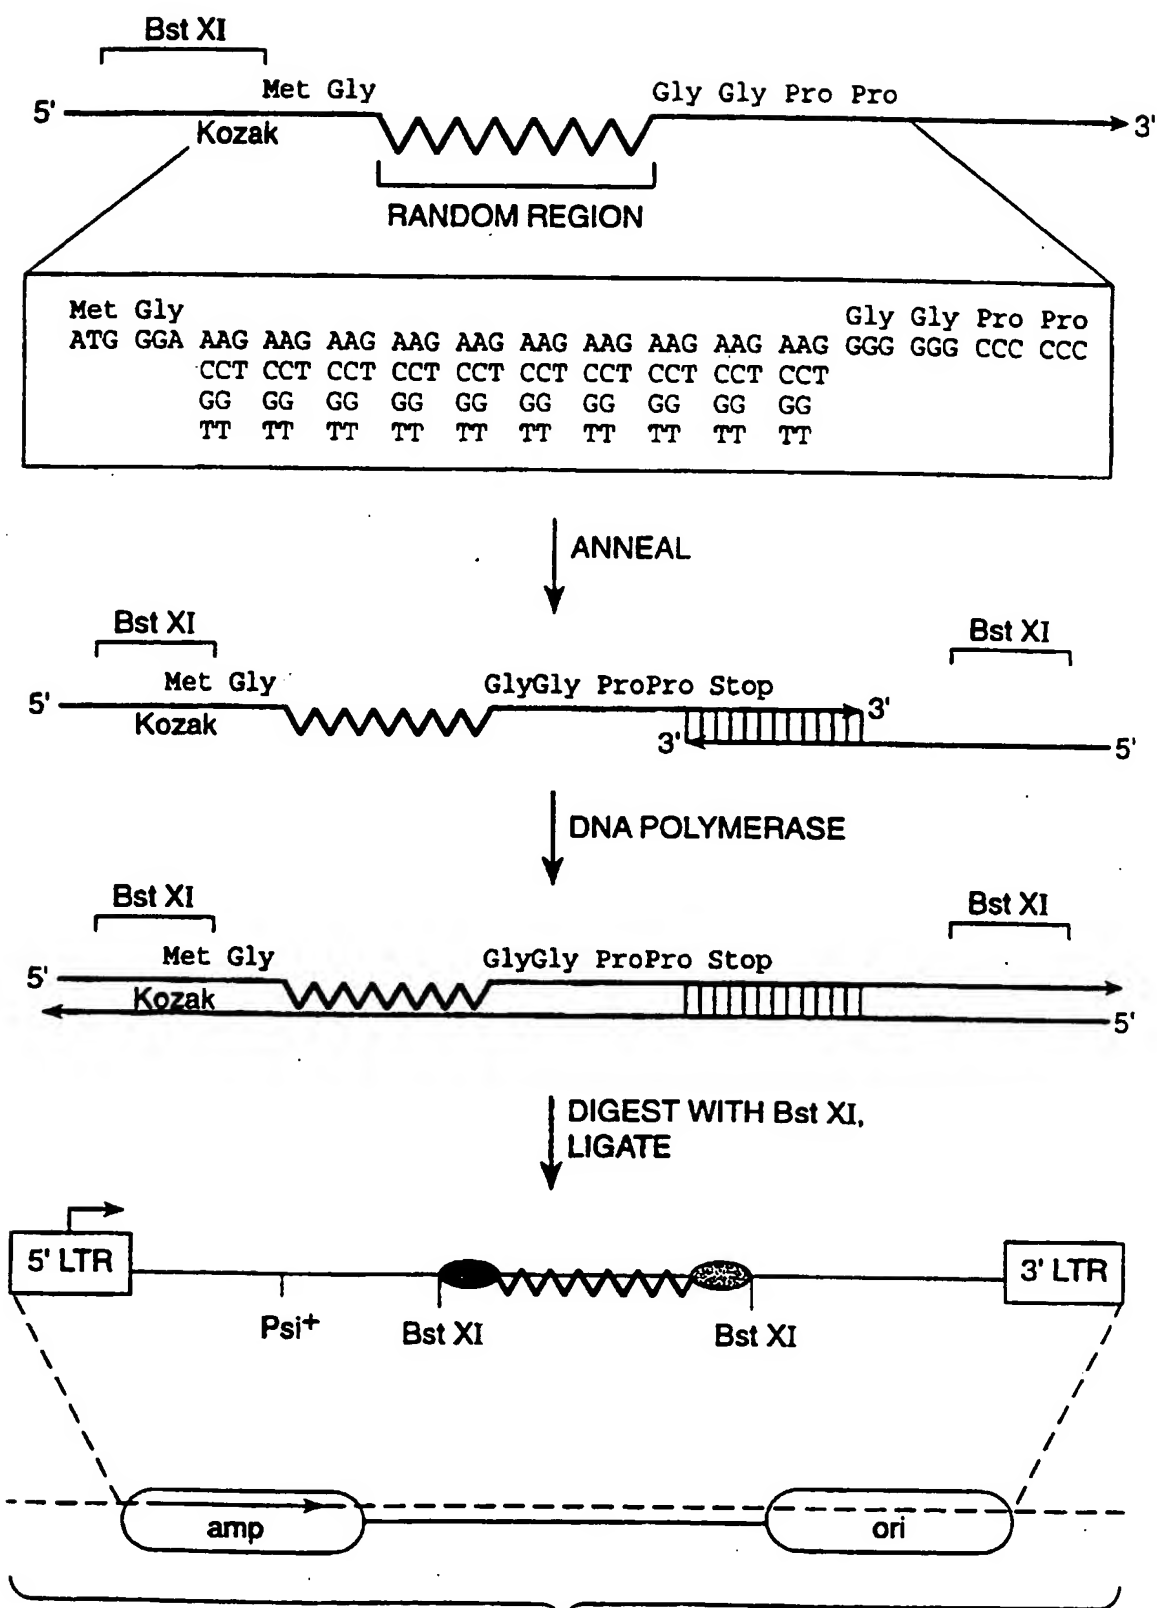 Bst XI
Met Gly
Gly Gly Pro Pro
5'
3'
Kozak
RANDOM REGION
Met Gly
Gly Gly Pro Pro
ATG GGA AAG AAG AAG AAG AAG AAG AAG AAG AAG AAG GGG GGG CCC CCC
CCT CCT CCT CCT CCT CCT CCT CCT CCT CCT
GG GG GG GG GG GG GG GG GG GG
TT TT TT TT TT TT TT TT TT TT
ANNEAL
Bst XI
Bst XI
Met Gly
GlyGly ProPro Stop
5'
3'
Kozak
3'
5'
DNA POLYMERASE
Bst XI
Bst XI
Met Gly
GlyGly ProPro Stop
5'
Kozak
5'
DIGEST WITH Bst XI,
LIGATE
5' LTR
3' LTR
Psi+
Bst XI
Bst XI
amp
ori